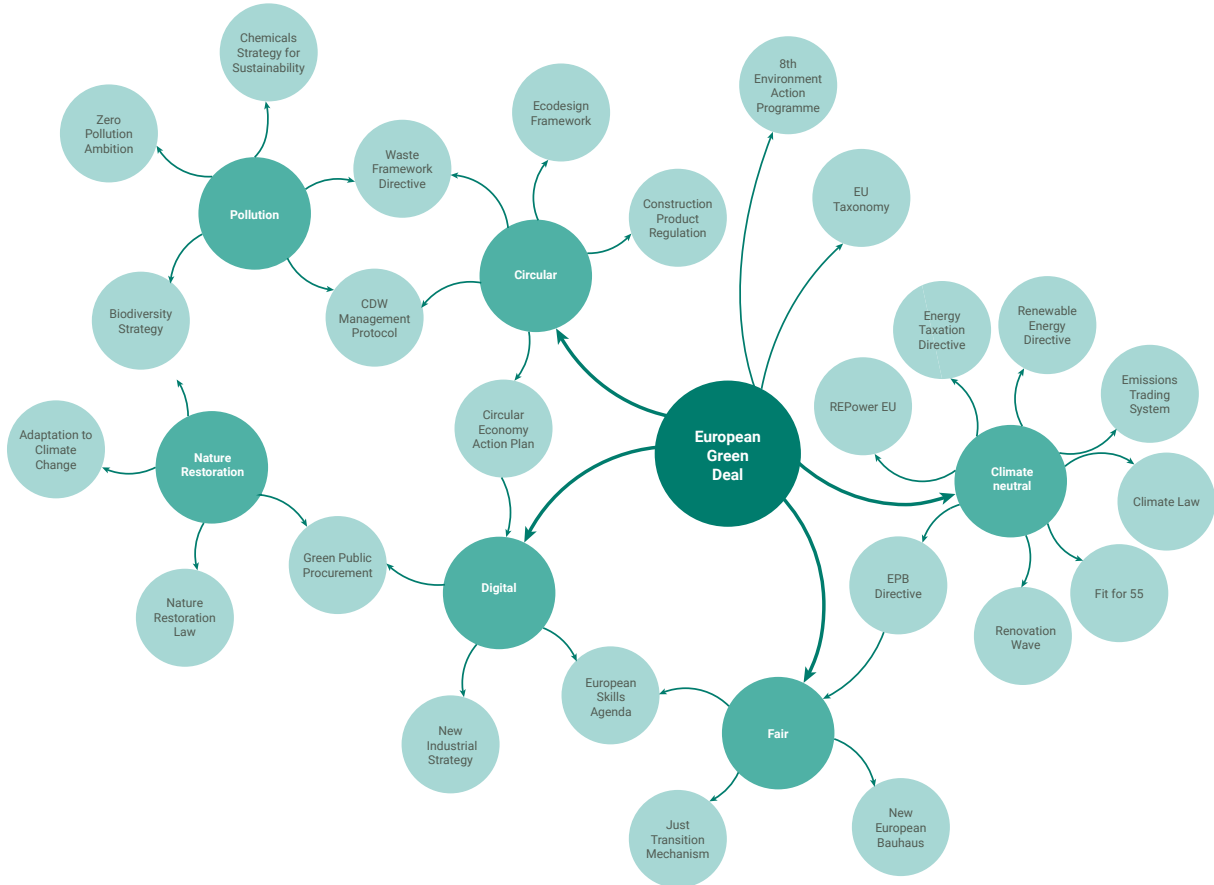 Chemicals
Strategy for
Sustainability
8th
Environment
Action
Programme
Ecodesign
Framework
Zero
Pollution
Ambition
Waste
Framework
Directive
EU
Taxonomy
Construction
Product
Regulation
Pollution
Circular
Biodiversity
Strategy
CDW
Management
Protocol
Energy
Taxation
Directive
Renewable
Energy
Directive
Emissions
Trading
System
REPower EU
Circular
Economy
Action Plan
European
Green
Deal
Adaptation to
Climate
Change
Nature
Restoration
Climate
neutral
Climate Law
Green Public
Procurement
Digital
EPB
Directive
Fit for 55
Nature
Restoration
Law
Renovation
Wave
European
Skills
Agenda
New
Industrial
Strategy
Fair
Just
Transition
Mechanism
New
European
Bauhaus